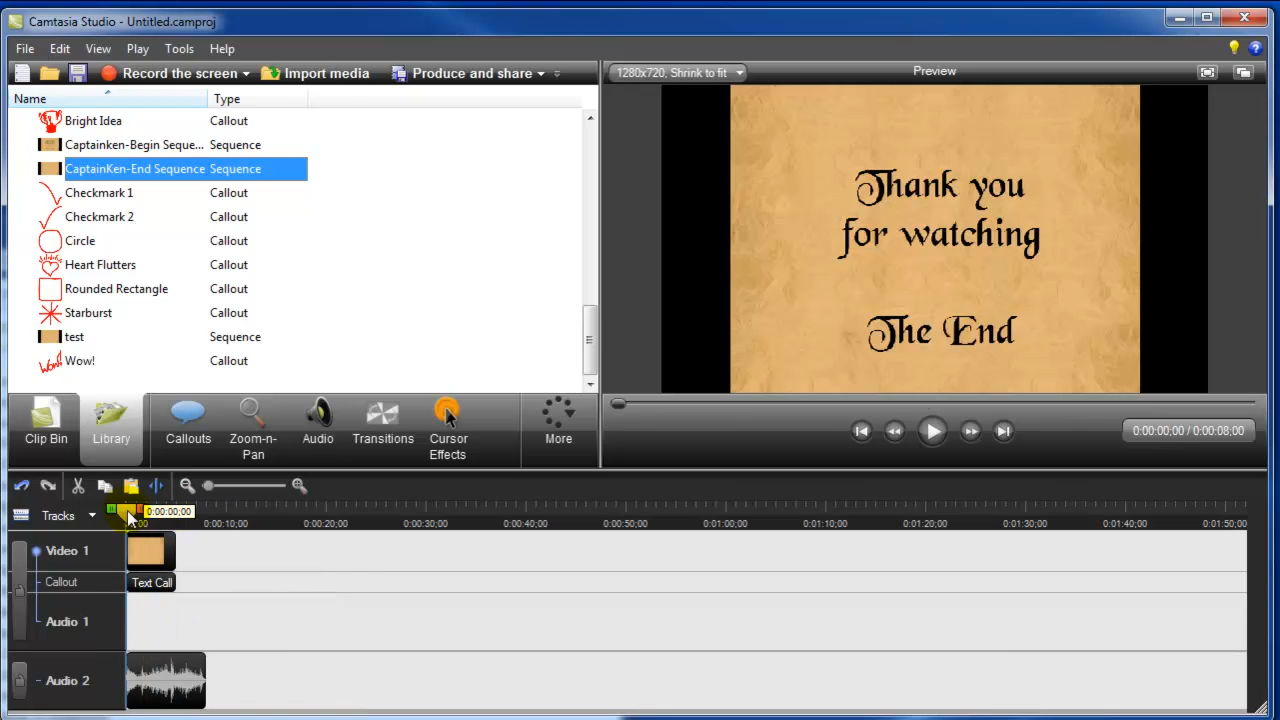 Camtasia Studio - Untitled.camproj
File Edit View Play Tools Help
Record the screen Import media Produce and share
1280x720, Shrink to fit Preview
Name Type
Bright Idea Callout
Captainken-Begin Seque... Sequence
CaptainKen-End Sequence Sequence
Checkmark 1 Callout
Checkmark 2 Callout
Circle Callout
Heart Flutters Callout
Rounded Rectangle Callout
Starburst Callout
test Sequence
Wow! Callout
Thank you
for watching
The End
Clip Bin Library Callouts Zoom-n-Pan Audio Transitions Cursor Effects More
0:00:00;00 / 0:00:08;00
Tracks 0:00:00;00
0:00:10;00 0:00:20;00 0:00:30;00 0:00:40;00 0:00:50;00 0:01:00;00 0:01:10;00 0:01:20;00 0:01:30;00 0:01:40;00 0:01:50;00
Video 1
Callout Text Call
Audio 1
Audio 2